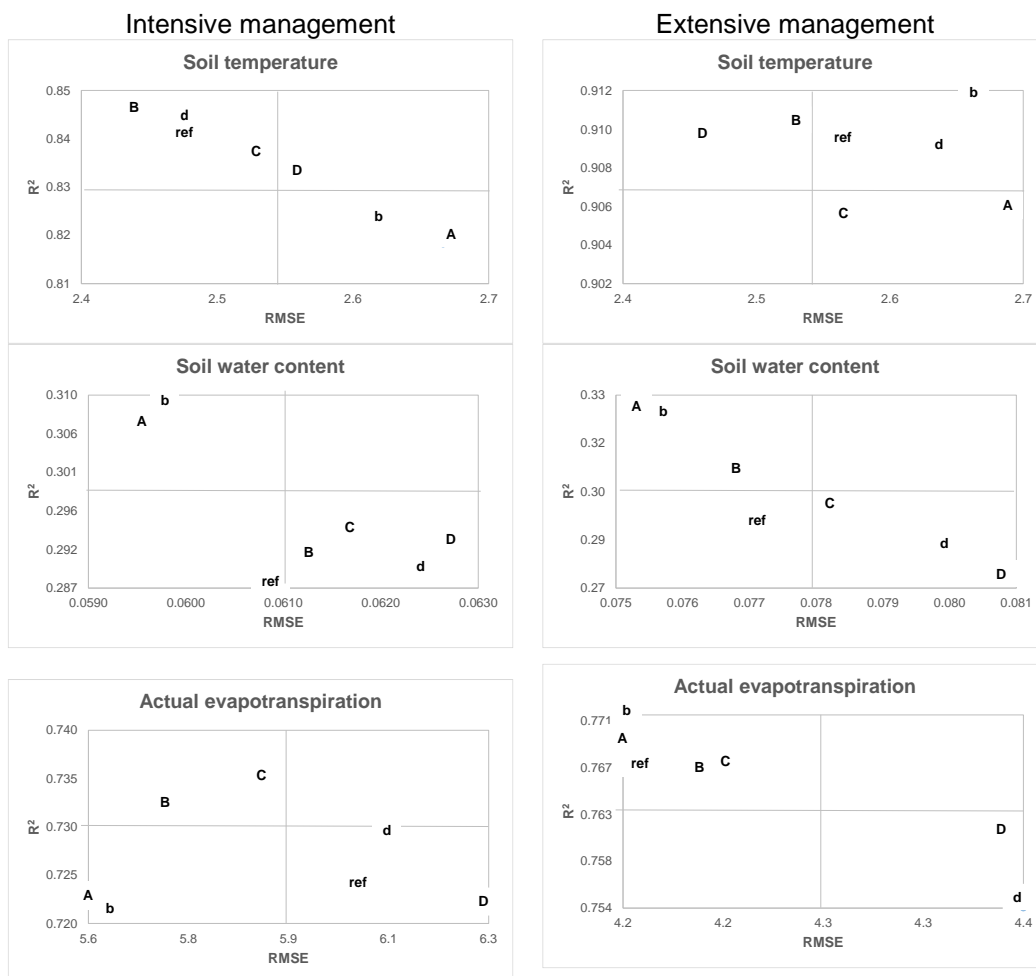 Intensive management
Extensive management
Soil temperature
0.85
0.84
0.83
0.82
0.81
R²
B
d
ref
C
D
b
A
2.4 2.5 2.6 2.7
RMSE
Soil temperature
0.912
0.910
0.908
0.906
0.904
0.902
R²
b
B
D
ref
d
A
C
2.4 2.5 2.6 2.7
RMSE
Soil water content
0.310
0.306
0.301
0.296
0.292
0.287
R²
b
A
C
D
B
d
ref
0.0590 0.0600 0.0610 0.0620 0.0630
RMSE
Soil water content
0.33
0.32
0.30
0.29
0.27
R²
A
b
B
C
ref
d
D
0.075 0.076 0.077 0.078 0.079 0.080 0.081
RMSE
Actual evapotranspiration
0.740
0.735
0.730
0.725
0.720
R²
C
B
d
ref
A
b
D
5.6 5.8 5.9 6.1 6.3
RMSE
Actual evapotranspiration
0.771
0.767
0.763
0.758
0.754
R²
b
A
ref
B
C
D
d
4.2 4.2 4.3 4.3 4.4
RMSE